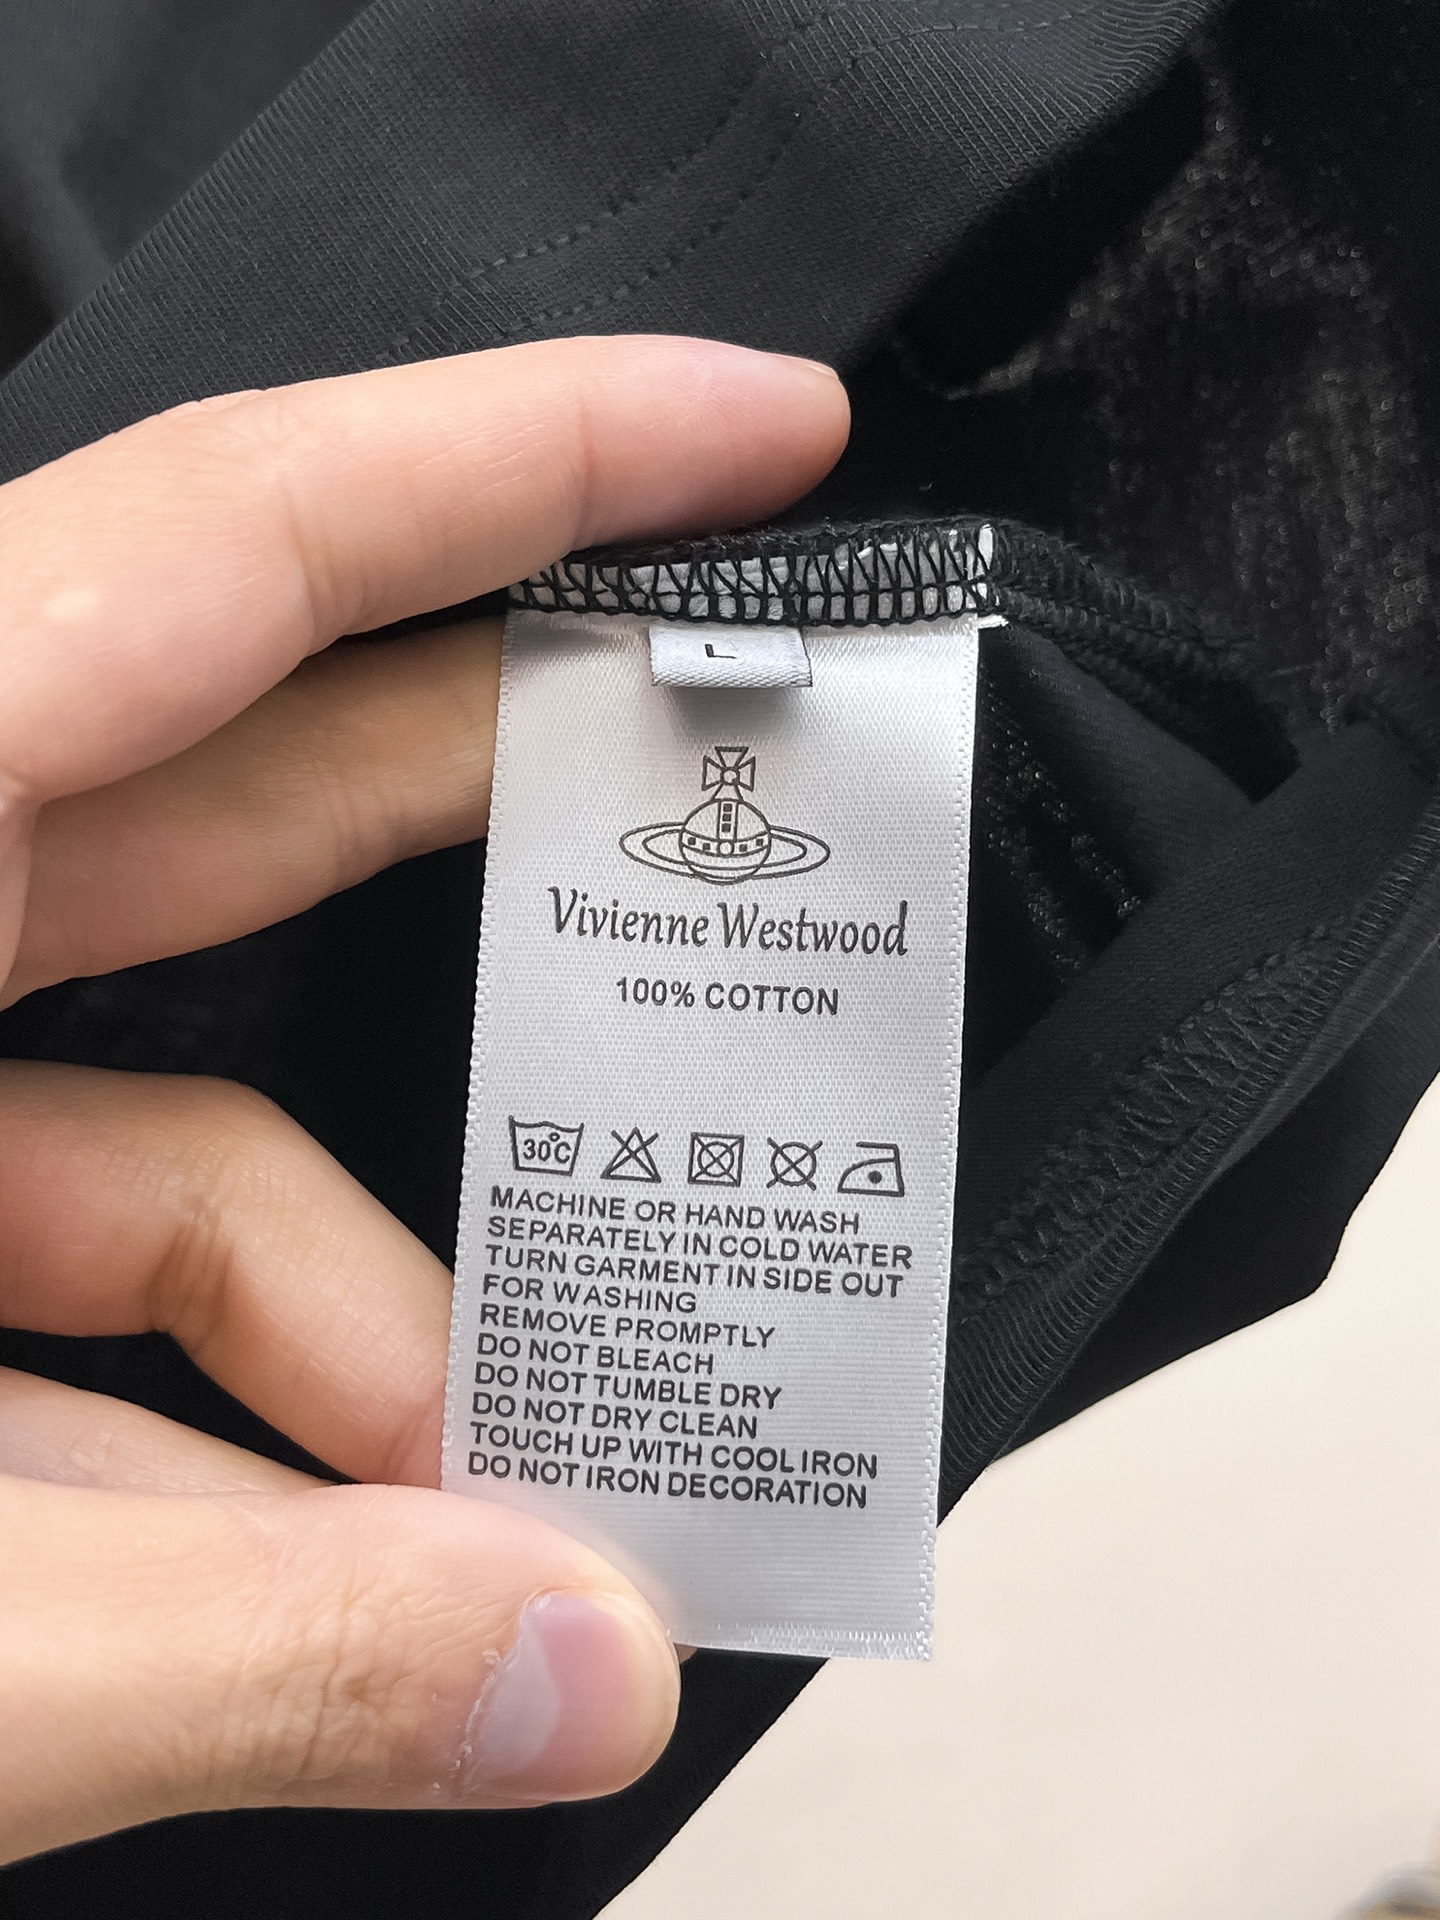 L
Vivienne Westwood
100% COTTON
30°C
MACHINE OR HAND WASH
SEPARATELY IN COLD WATER
TURN GARMENT IN SIDE OUT
FOR WASHING
REMOVE PROMPTLY
DO NOT BLEACH
DO NOT TUMBLE DRY
DO NOT DRY CLEAN
TOUCH UP WITH COOL IRON
DO NOT IRON DECORATION